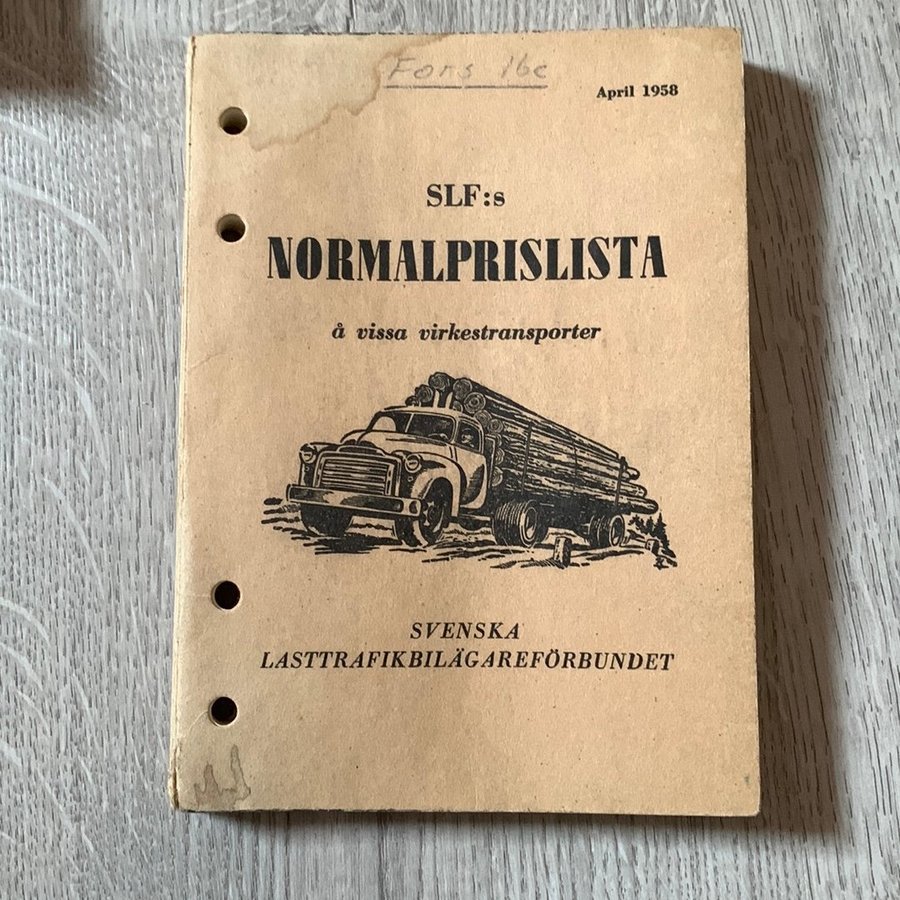 Fors 16c
April 1958
SLF:s
NORMALPRISLISTA
å vissa virkestransporter
SVENSKA
LASTTRAFIKBILÄGAREFÖRBUNDET